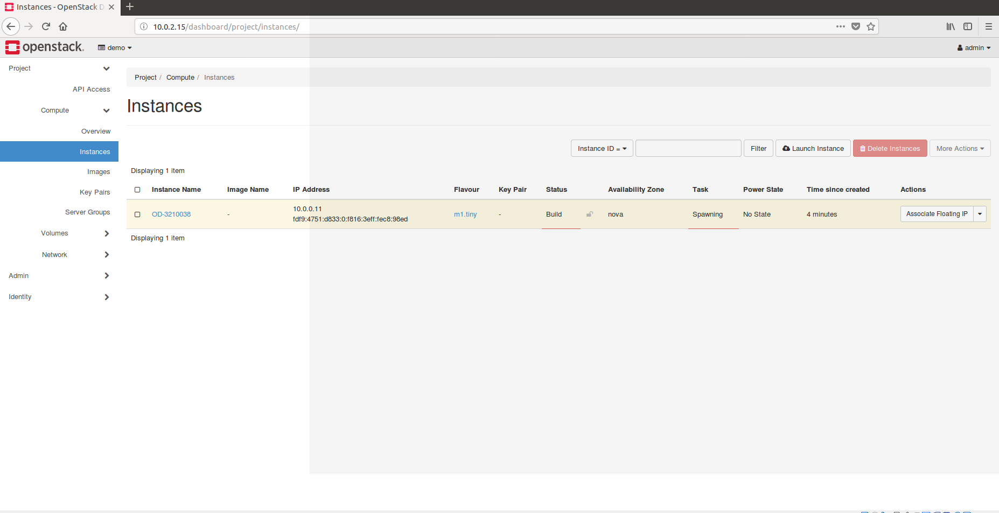 Instances - OpenStack D
10.0.2.15/dashboard/project/instances/
openstack.
demo
admin
Project
API Access
Compute
Overview
Instances
Images
Key Pairs
Server Groups
Volumes
Network
Admin
Identity
Project / Compute / Instances
Instances
Instance ID = Filter Launch Instance Delete Instances More Actions
Displaying 1 item
Instance Name Image Name IP Address Flavour Key Pair Status Availability Zone Task Power State Time since created Actions
OD-3210038 - 10.0.0.11 m1.tiny - Build nova Spawning No State 4 minutes Associate Floating IP
fdf9:4751:d833:0:f816:3eff:fec8:98ed
Displaying 1 item